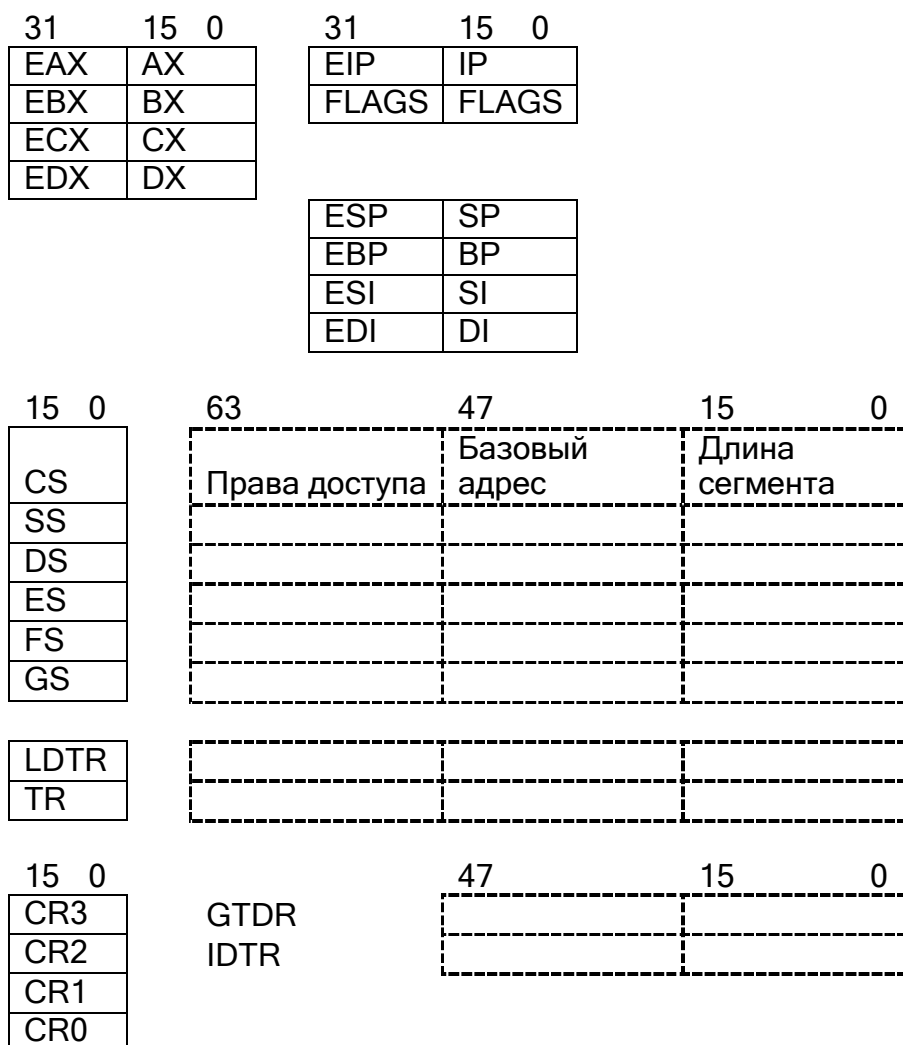 31 15 0 31 15 0
EAX AX EIP IP
EBX BX FLAGS FLAGS
ECX CX
EDX DX
ESP SP
EBP BP
ESI SI
EDI DI
15 0 63 47 15 0
CS Права доступа Базовый адрес Длина сегмента
SS
DS
ES
FS
GS
LDTR
TR
15 0 47 15 0
CR3 GTDR
CR2 IDTR
CR1
CR0